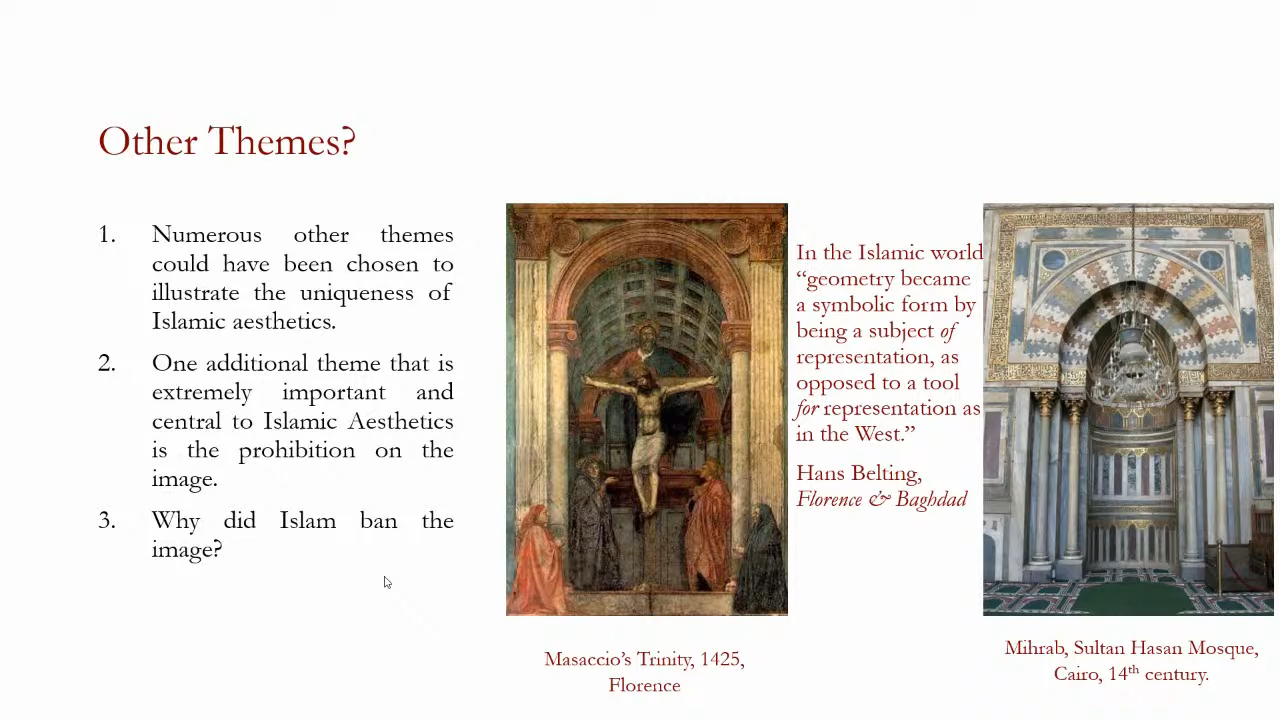 Other Themes?
1. Numerous other themes
could have been chosen to
illustrate the uniqueness of
Islamic aesthetics.
2. One additional theme that is
extremely important and
central to Islamic Aesthetics
is the prohibition on the
image.
3. Why did Islam ban the
image?
In the Islamic world
“geometry became
a symbolic form by
being a subject of
representation, as
opposed to a tool
for representation as
in the West.”
Hans Belting,
Florence & Baghdad
Masaccio’s Trinity, 1425,
Florence
Mihrab, Sultan Hasan Mosque,
Cairo, 14th century.